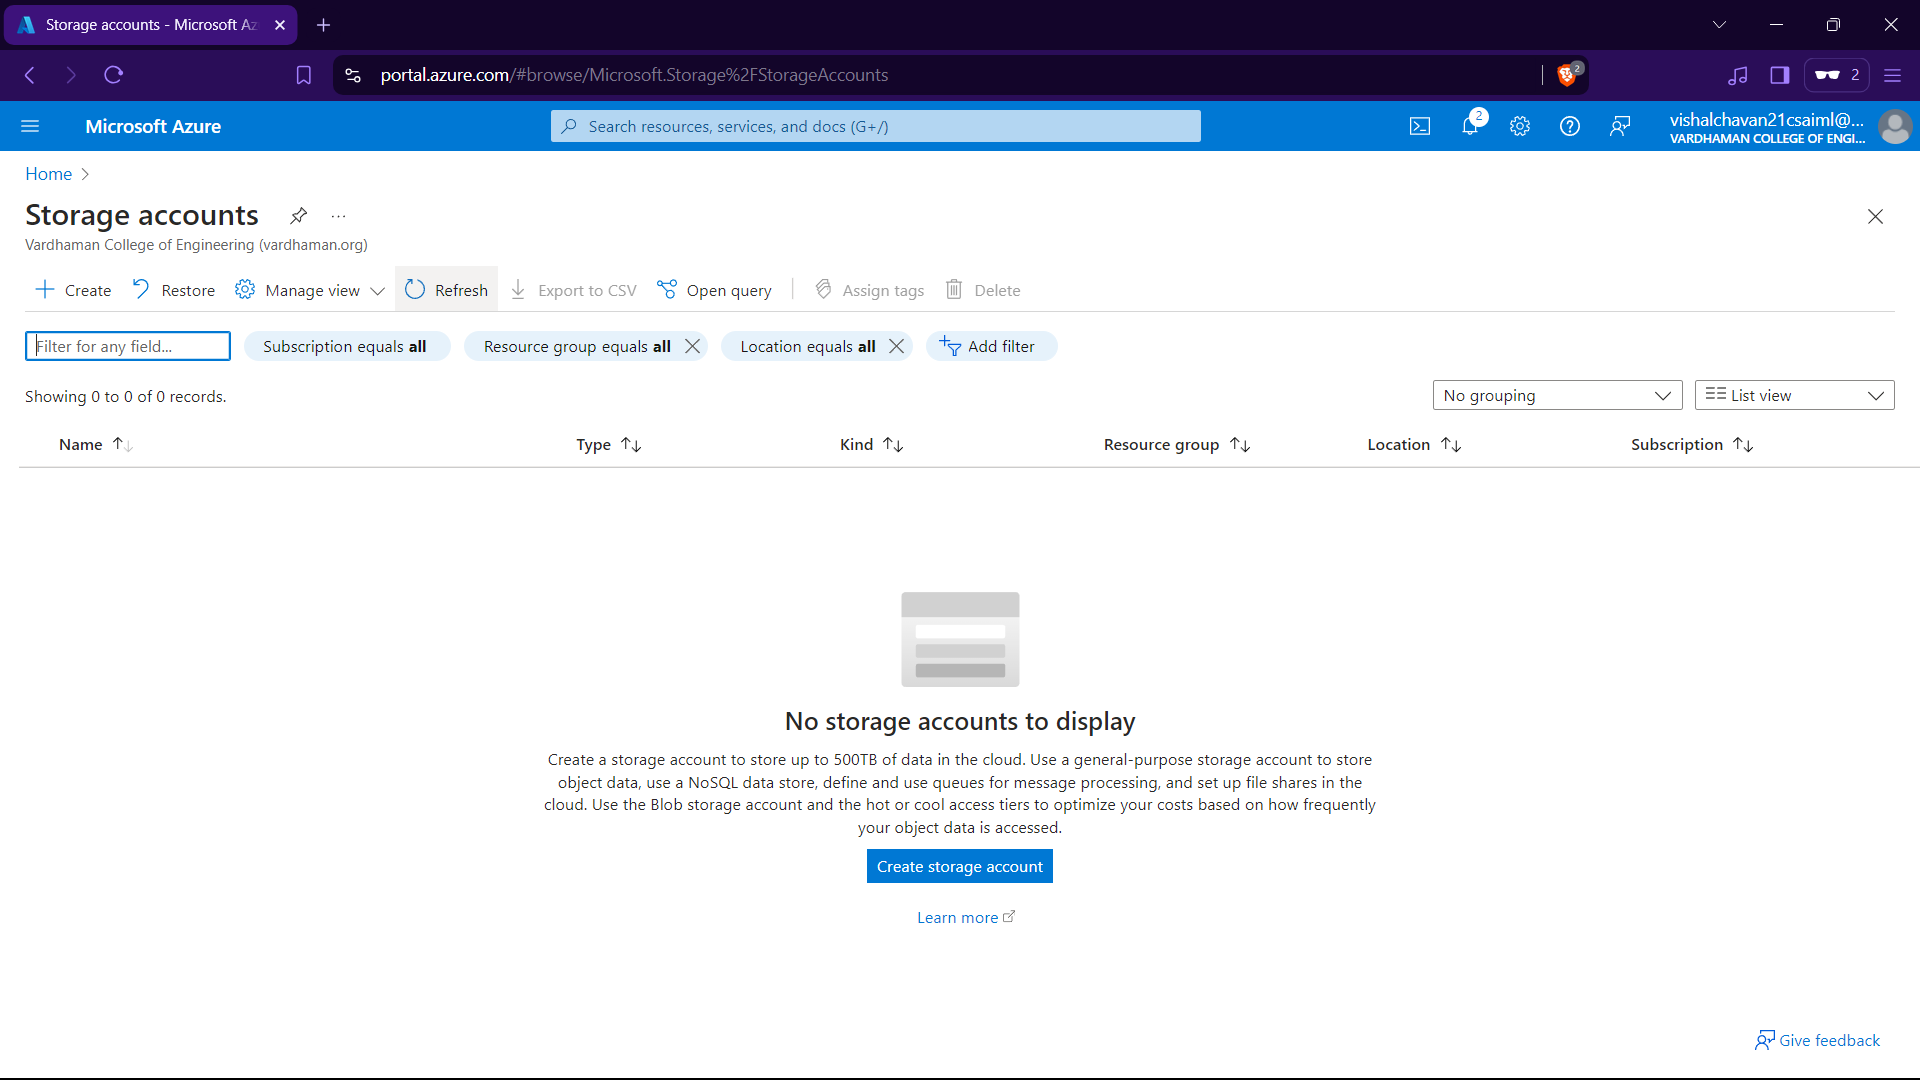 Storage accounts - Microsoft Az
portal.azure.com/#browse/Microsoft.Storage%2FStorageAccounts
2
2
Microsoft Azure
Search resources, services, and docs (G+/)
2
vishalchavan21csaiml@...
VARDHAMAN COLLEGE OF ENGI...
Home
Storage accounts
Vardhaman College of Engineering (vardhaman.org)
Create Restore Manage view Refresh Export to CSV Open query Assign tags Delete
Filter for any field... Subscription equals all Resource group equals all Location equals all Add filter
Showing 0 to 0 of 0 records.
No grouping List view
Name Type Kind Resource group Location Subscription
No storage accounts to display
Create a storage account to store up to 500TB of data in the cloud. Use a general-purpose storage account to store
object data, use a NoSQL data store, define and use queues for message processing, and set up file shares in the
cloud. Use the Blob storage account and the hot or cool access tiers to optimize your costs based on how frequently
your object data is accessed.
Create storage account
Learn more
Give feedback